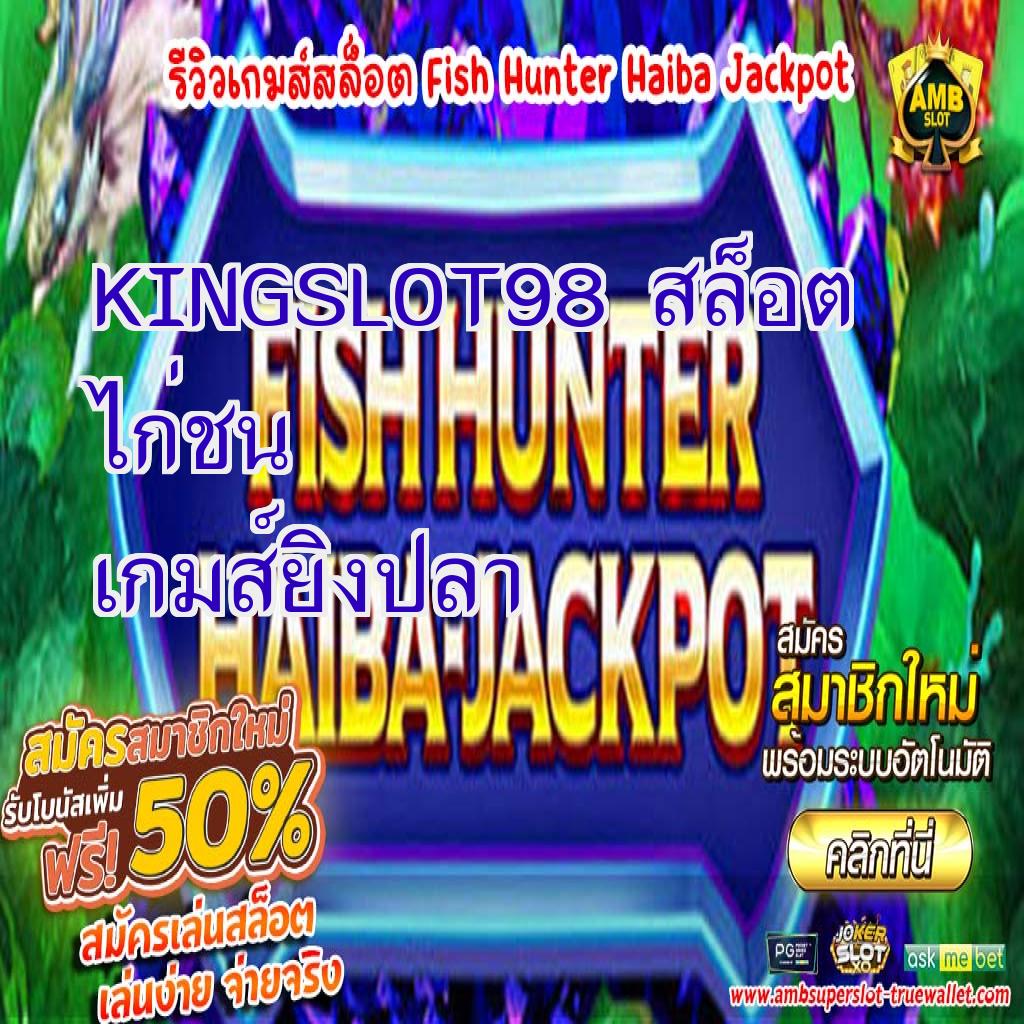 รีวิวเกมส์สล็อต Fish Hunter Haiba Jackpot
AMB
SLOT
KINGSLOT98 สล็อต
ไก่ชน
เกมส์ยิงปลา
FISH HUNTER
HAIBA JACKPOT
สมัคร
สมาชิกใหม่
พร้อมระบบอัตโนมัติ
คลิกที่นี่
สมัครสมาชิกใหม่
รับโบนัสเพิ่ม
ฟรี! 50%
สมัครเล่นสล็อต
เล่นง่าย จ่ายจริง
PG
JOKER
SLOT
XO
ask me bet
www.ambsuperslot-truewallet.com